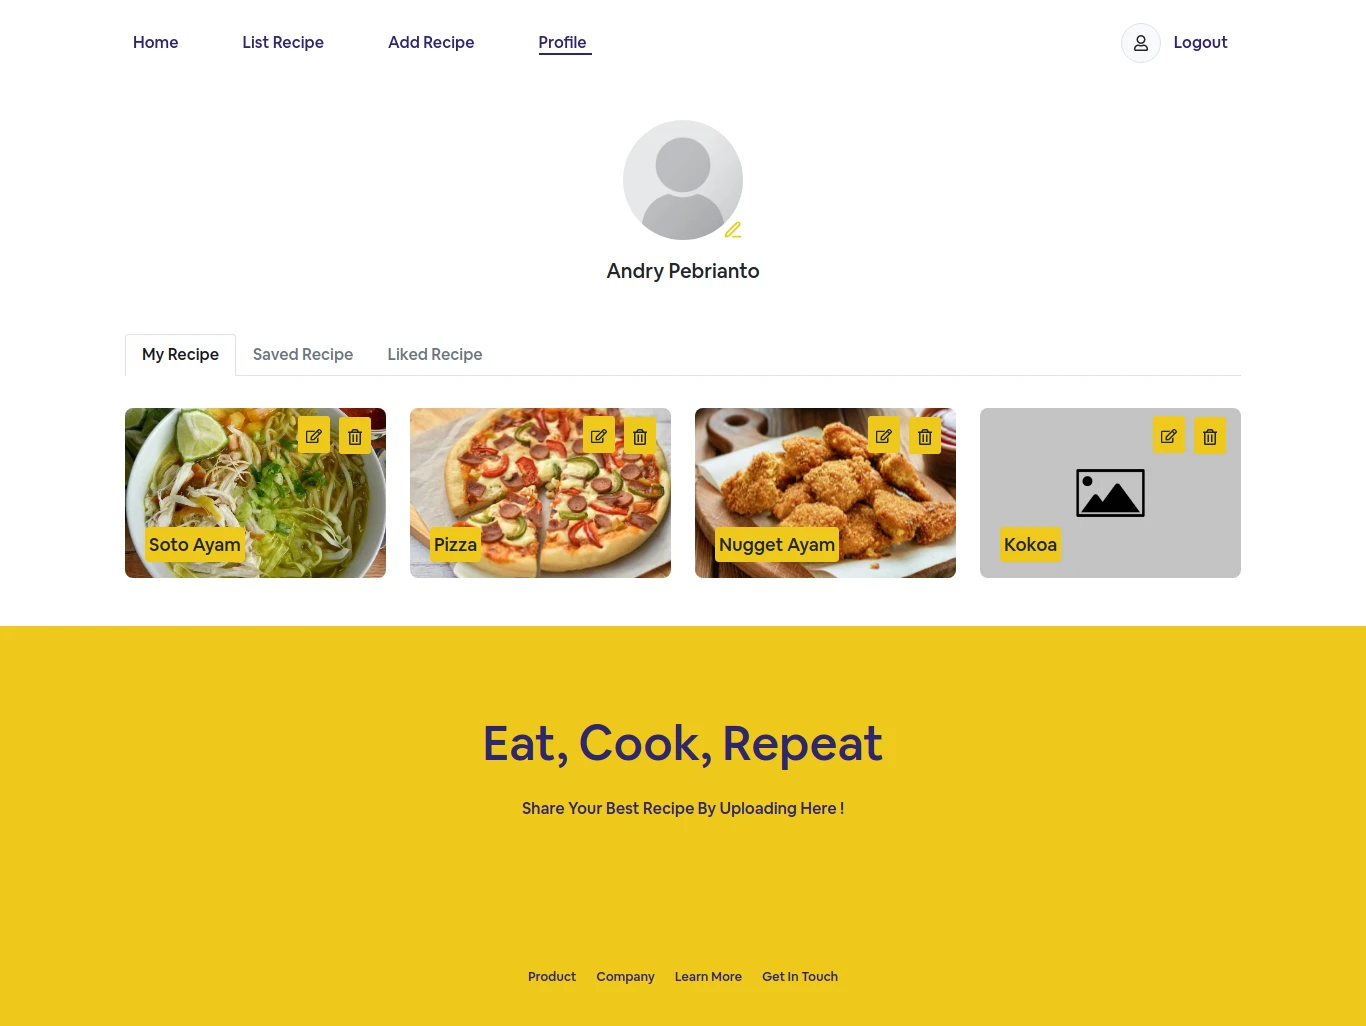 Home List Recipe Add Recipe Profile Logout
Andry Pebrianto
My Recipe Saved Recipe Liked Recipe
Soto Ayam Pizza Nugget Ayam Kokoa
Eat, Cook, Repeat
Share Your Best Recipe By Uploading Here !
Product Company Learn More Get In Touch